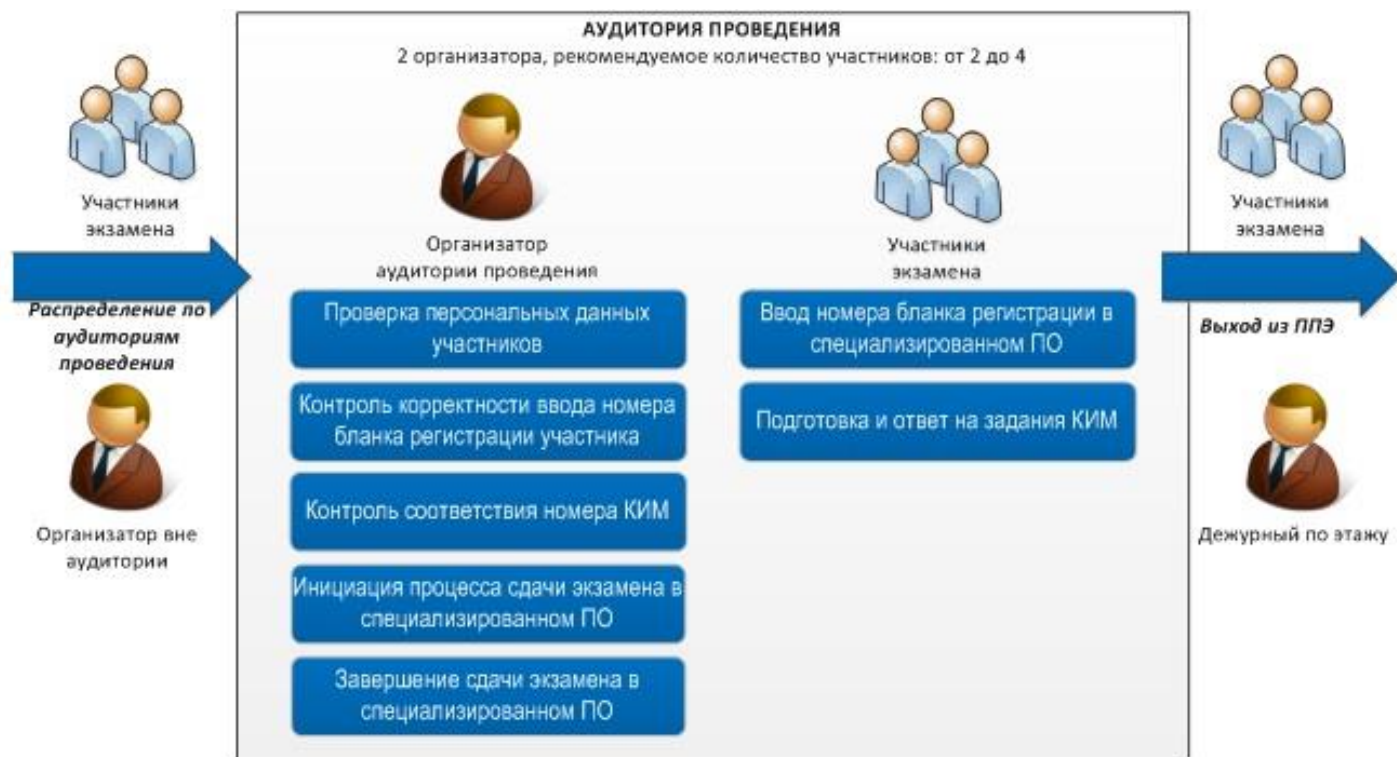 АУДИТОРИЯ ПРОВЕДЕНИЯ
2 организатора, рекомендуемое количество участников: от 2 до 4
Участники
экзамена
Распределение по
аудиториям
проведения
Организатор вне
аудитории
Организатор
аудитории проведения
Проверка персональных данных
участников
Контроль корректности ввода номера
бланка регистрации участника
Контроль соответствия номера КИМ
Инициация процесса сдачи экзамена в
специализированном ПО
Завершение сдачи экзамена в
специализированном ПО
Участники
экзамена
Ввод номера бланка регистрации в
специализированном ПО
Подготовка и ответ на задания КИМ
Участники
экзамена
Выход из ППЭ
Дежурный по этажу